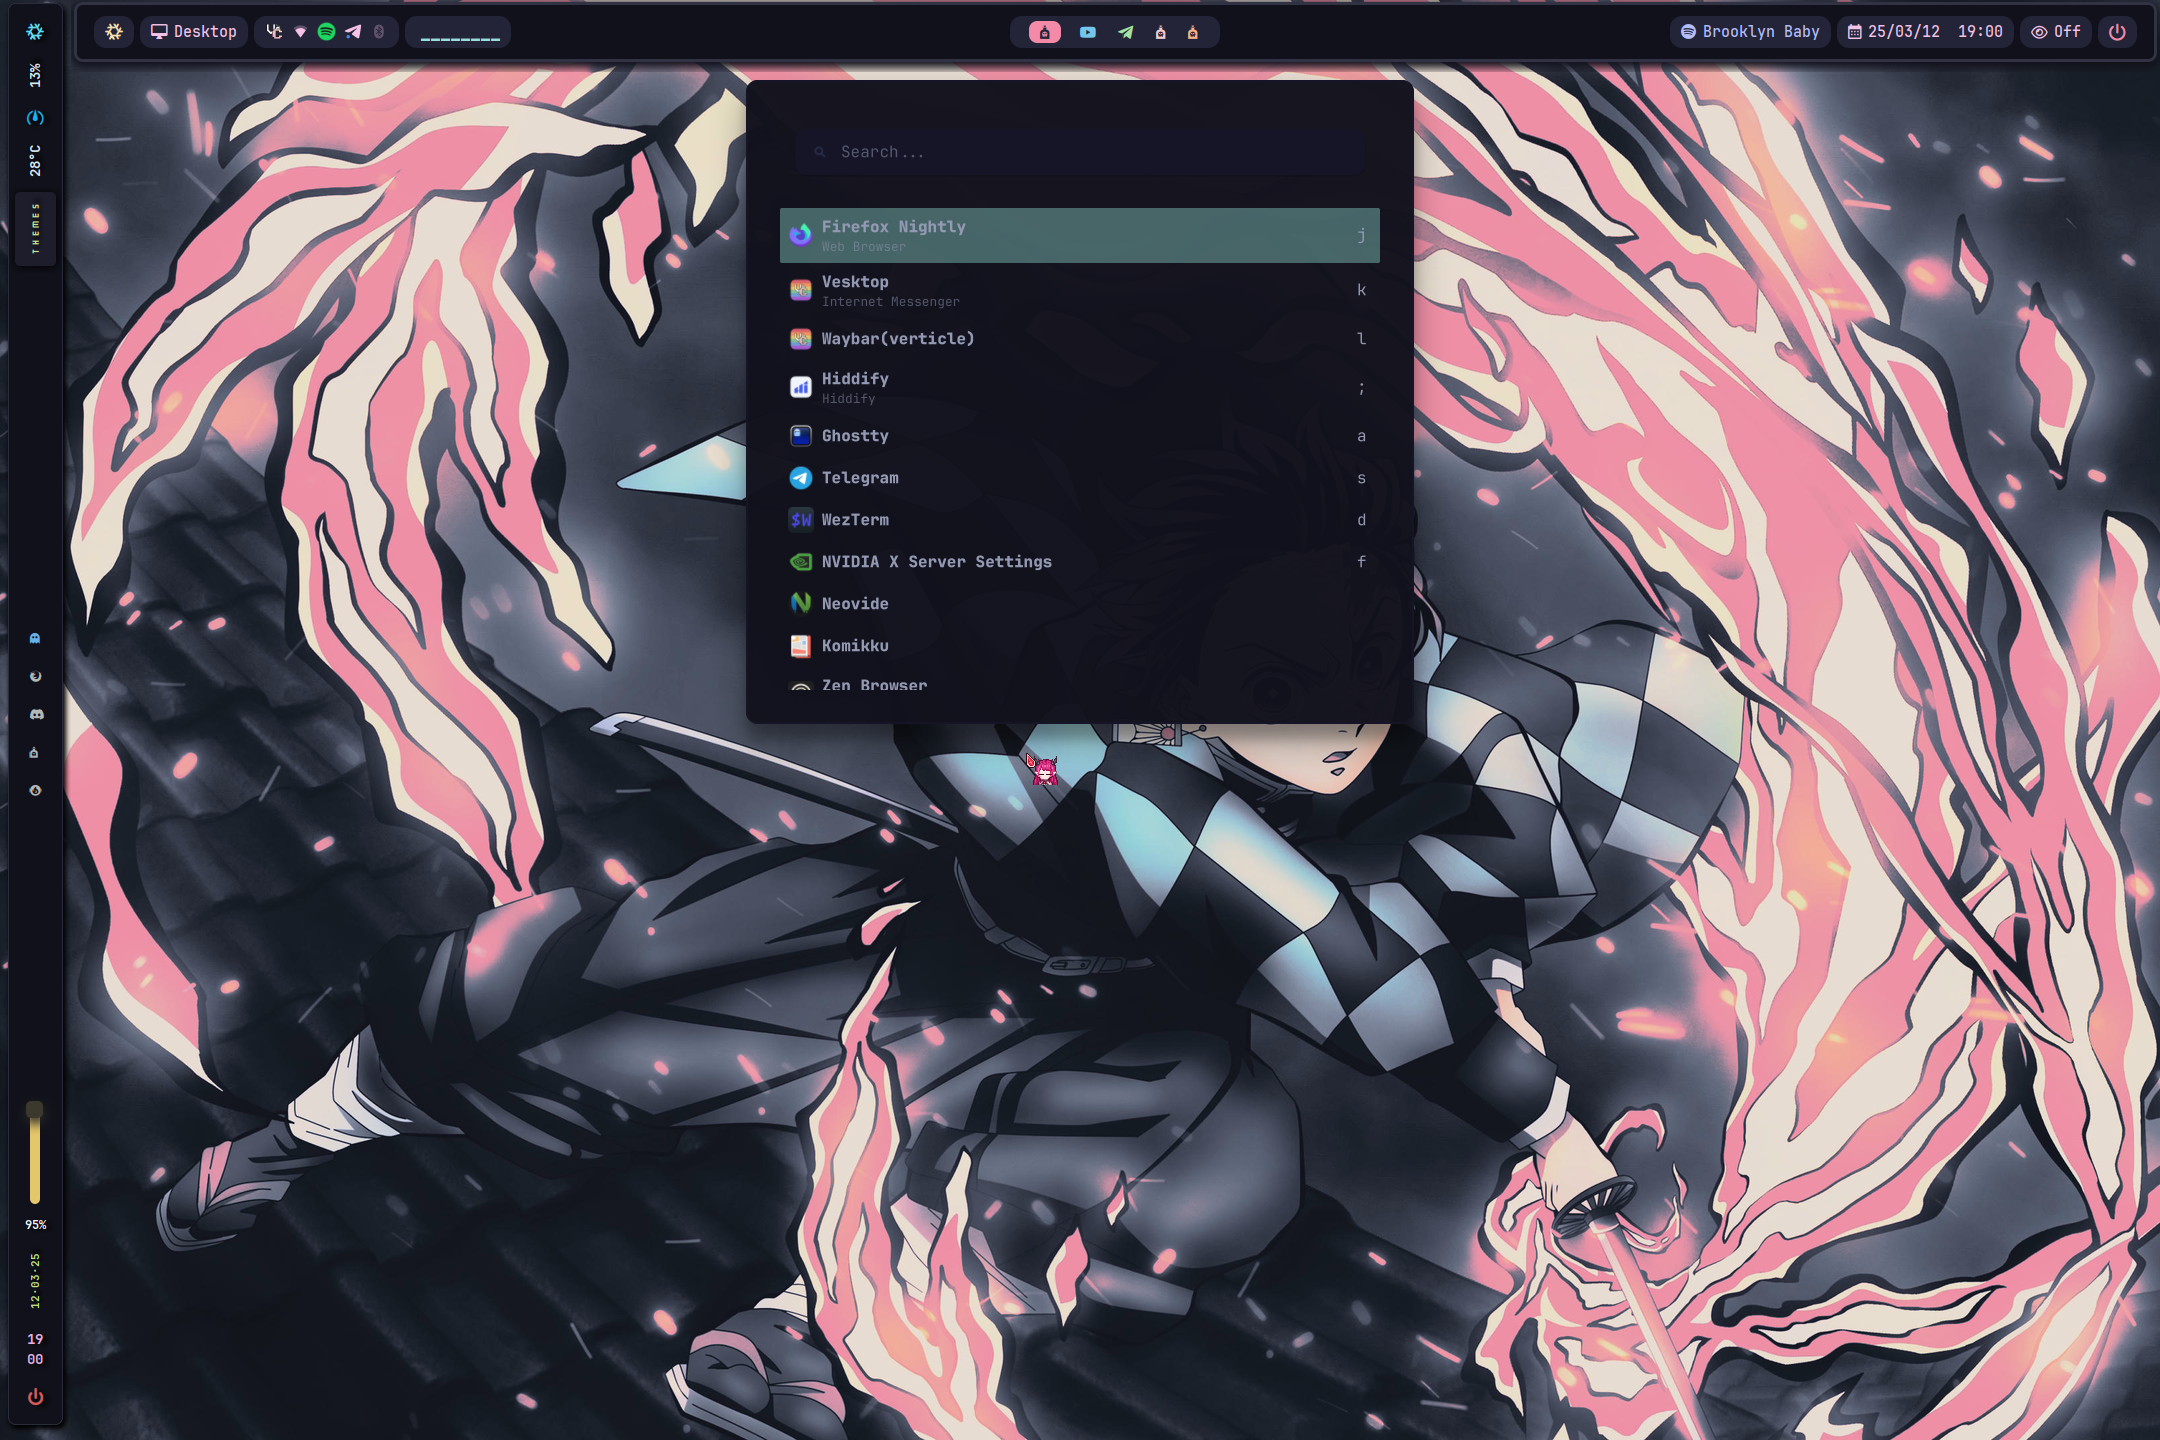 Desktop
Brooklyn Baby
25/03/12 19:00
Off
13%
28°C
THEMES
Search...
Firefox Nightly
Web Browser
j
Vesktop
Internet Messenger
k
Waybar(verticle)
l
Hiddify
Hiddify
;
Ghostty
a
Telegram
s
$W WezTerm
d
NVIDIA X Server Settings
f
Neovide
Komikku
Zen Browser
95%
12·03·25
19
00